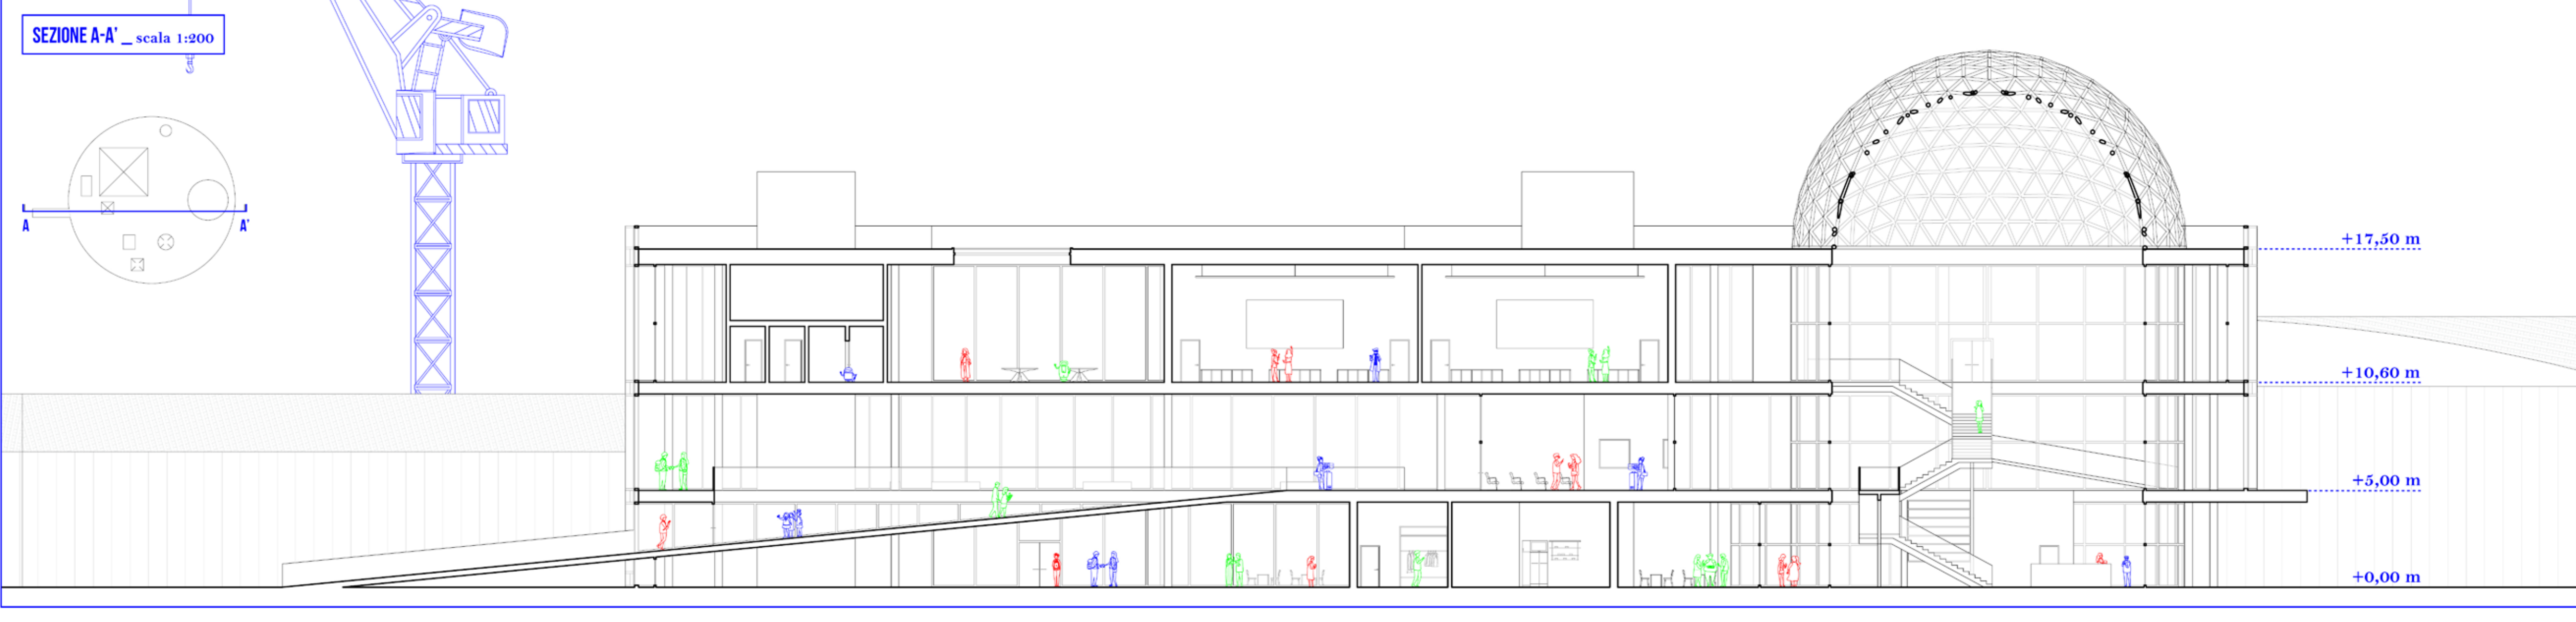 SEZIONE A-A' _ scala 1:200
A
A'
+17,50 m
+10,60 m
+5,00 m
+0,00 m